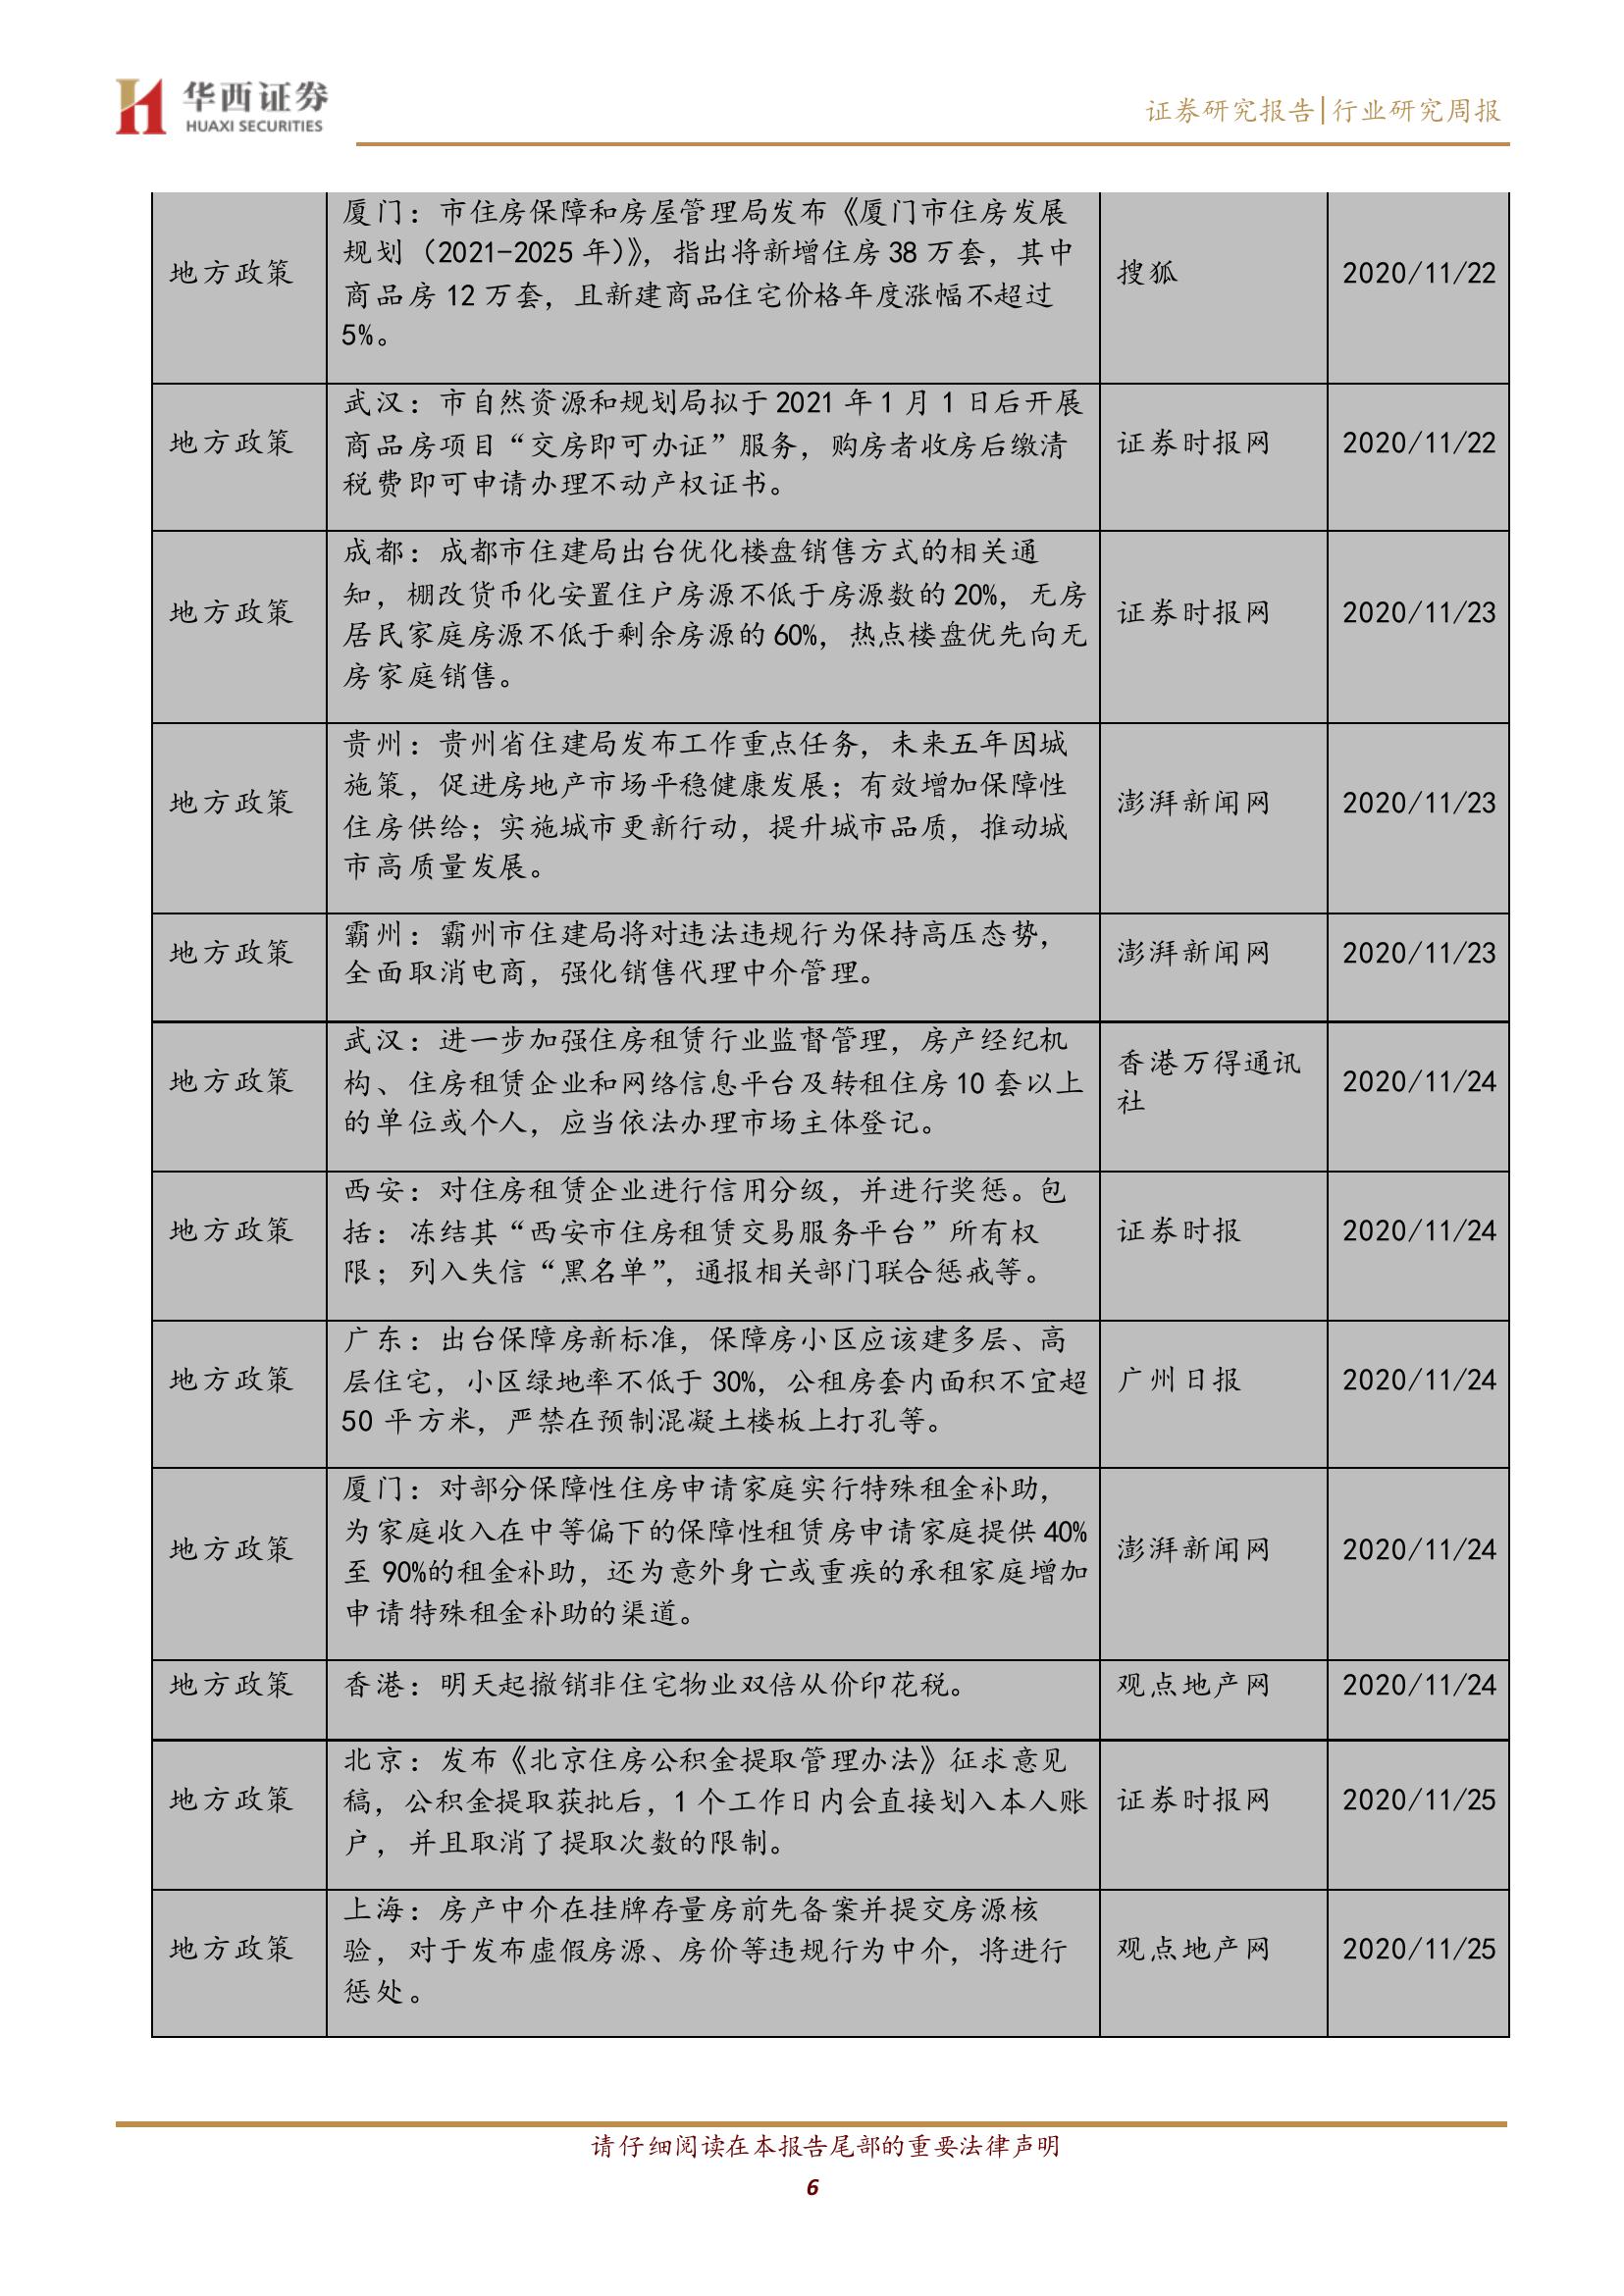 华西证券
HUAXI SECURITIES
证券研究报告|行业研究周报
地方政策
厦门：市住房保障和房屋管理局发布《厦门市住房发展
规划（2021-2025 年）》，指出将新增住房 38 万套，其中
商品房 12 万套，且新建商品住宅价格年度涨幅不超过
5%。
搜狐
2020/11/22
地方政策
武汉：市自然资源和规划局拟于 2021 年 1 月 1 日后开展
商品房项目“交房即可办证”服务，购房者收房后缴清
税费即可申请办理不动产权证书。
证券时报网
2020/11/22
地方政策
成都：成都市住建局出台优化楼盘销售方式的相关通
知，棚改货币化安置住户房源不低于房源数的 20%，无房
居民家庭房源不低于剩余房源的 60%，热点楼盘优先向无
房家庭销售。
证券时报网
2020/11/23
地方政策
贵州：贵州省住建局发布工作重点任务，未来五年因城
施策，促进房地产市场平稳健康发展；有效增加保障性
住房供给；实施城市更新行动，提升城市品质，推动城
市高质量发展。
澎湃新闻网
2020/11/23
地方政策
霸州：霸州市住建局将对违法违规行为保持高压态势，
全面取消电商，强化销售代理中介管理。
澎湃新闻网
2020/11/23
地方政策
武汉：进一步加强住房租赁行业监督管理，房产经纪机
构、住房租赁企业和网络信息平台及转租住房 10 套以上
的单位或个人，应当依法办理市场主体登记。
香港万得通讯
社
2020/11/24
地方政策
西安：对住房租赁企业进行信用分级，并进行奖惩。包
括：冻结其“西安市住房租赁交易服务平台”所有权
限；列入失信“黑名单”，通报相关部门联合惩戒等。
证券时报
2020/11/24
地方政策
广东：出台保障房新标准，保障房小区应该建多层、高
层住宅，小区绿地率不低于 30%，公租房套内面积不宜超
50 平方米，严禁在预制混凝土楼板上打孔等。
广州日报
2020/11/24
地方政策
厦门：对部分保障性住房申请家庭实行特殊租金补助，
为家庭收入在中等偏下的保障性租赁房申请家庭提供 40%
至 90%的租金补助，还为意外身亡或重疾的承租家庭增加
申请特殊租金补助的渠道。
澎湃新闻网
2020/11/24
地方政策
香港：明天起撤销非住宅物业双倍从价印花税。
观点地产网
2020/11/24
地方政策
北京：发布《北京住房公积金提取管理办法》征求意见
稿，公积金提取获批后，1 个工作日内会直接划入本人账
户，并且取消了提取次数的限制。
证券时报网
2020/11/25
地方政策
上海：房产中介在挂牌存量房前先备案并提交房源核
验，对于发布虚假房源、房价等违规行为中介，将进行
惩处。
观点地产网
2020/11/25
请仔细阅读在本报告尾部的重要法律声明
6